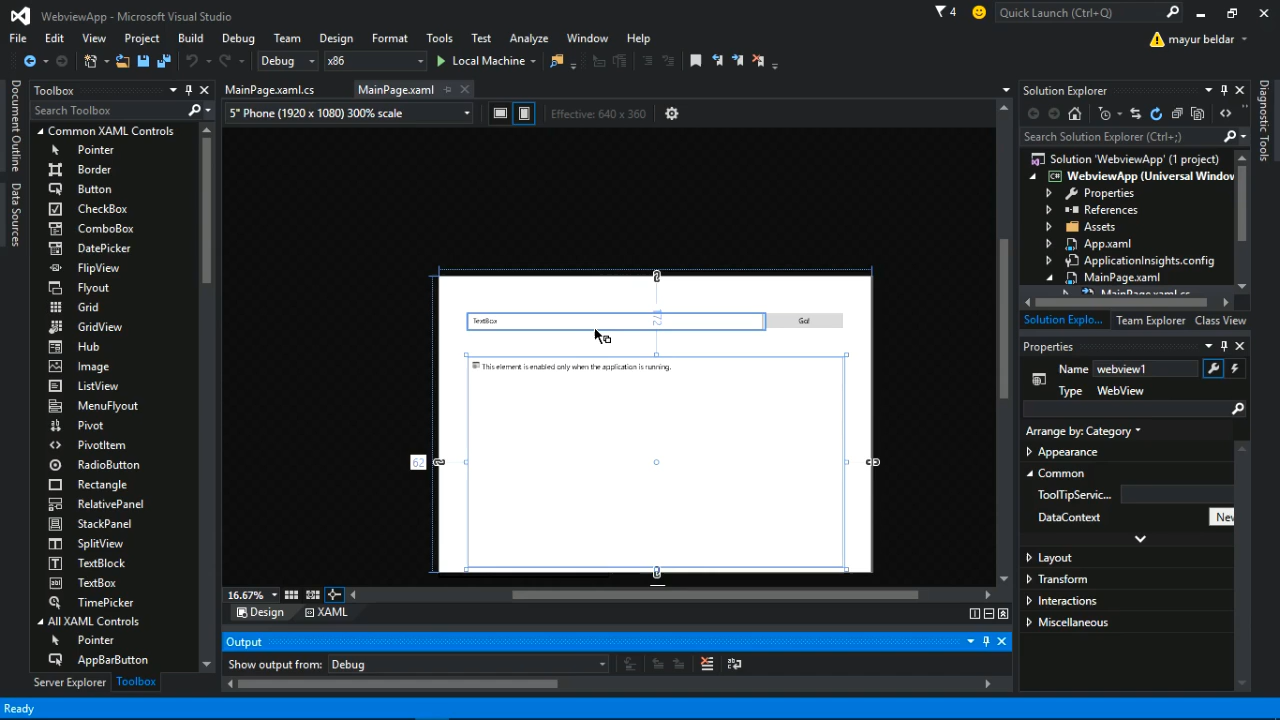 WebviewApp - Microsoft Visual Studio
4
Quick Launch (Ctrl+Q)
File Edit View Project Build Debug Team Design Format Tools Test Analyze Window Help
mayur beldar
Debug x86 Local Machine
Document Outline
Data Sources
Toolbox
Search Toolbox
Common XAML Controls
Pointer
Border
Button
CheckBox
ComboBox
DatePicker
FlipView
Flyout
Grid
GridView
Hub
Image
ListView
MenuFlyout
Pivot
PivotItem
RadioButton
Rectangle
RelativePanel
StackPanel
SplitView
TextBlock
TextBox
TimePicker
All XAML Controls
Pointer
AppBarButton
Server Explorer Toolbox
MainPage.xaml.cs MainPage.xaml
5" Phone (1920 x 1080) 300% scale
Effective: 640 x 360
TextBox
172
Go!
This element is enabled only when the application is running.
62
16.67%
Design XAML
Output
Show output from: Debug
Solution Explorer
Search Solution Explorer (Ctrl+;)
Solution 'WebviewApp' (1 project)
WebviewApp (Universal Window
Properties
References
Assets
App.xaml
ApplicationInsights.config
MainPage.xaml
MainPage.xaml.cs
Solution Explo... Team Explorer Class View
Properties
Name webview1
Type WebView
Arrange by: Category
Appearance
Common
ToolTipServic...
DataContext New
Layout
Transform
Interactions
Miscellaneous
Diagnostic Tools
Ready